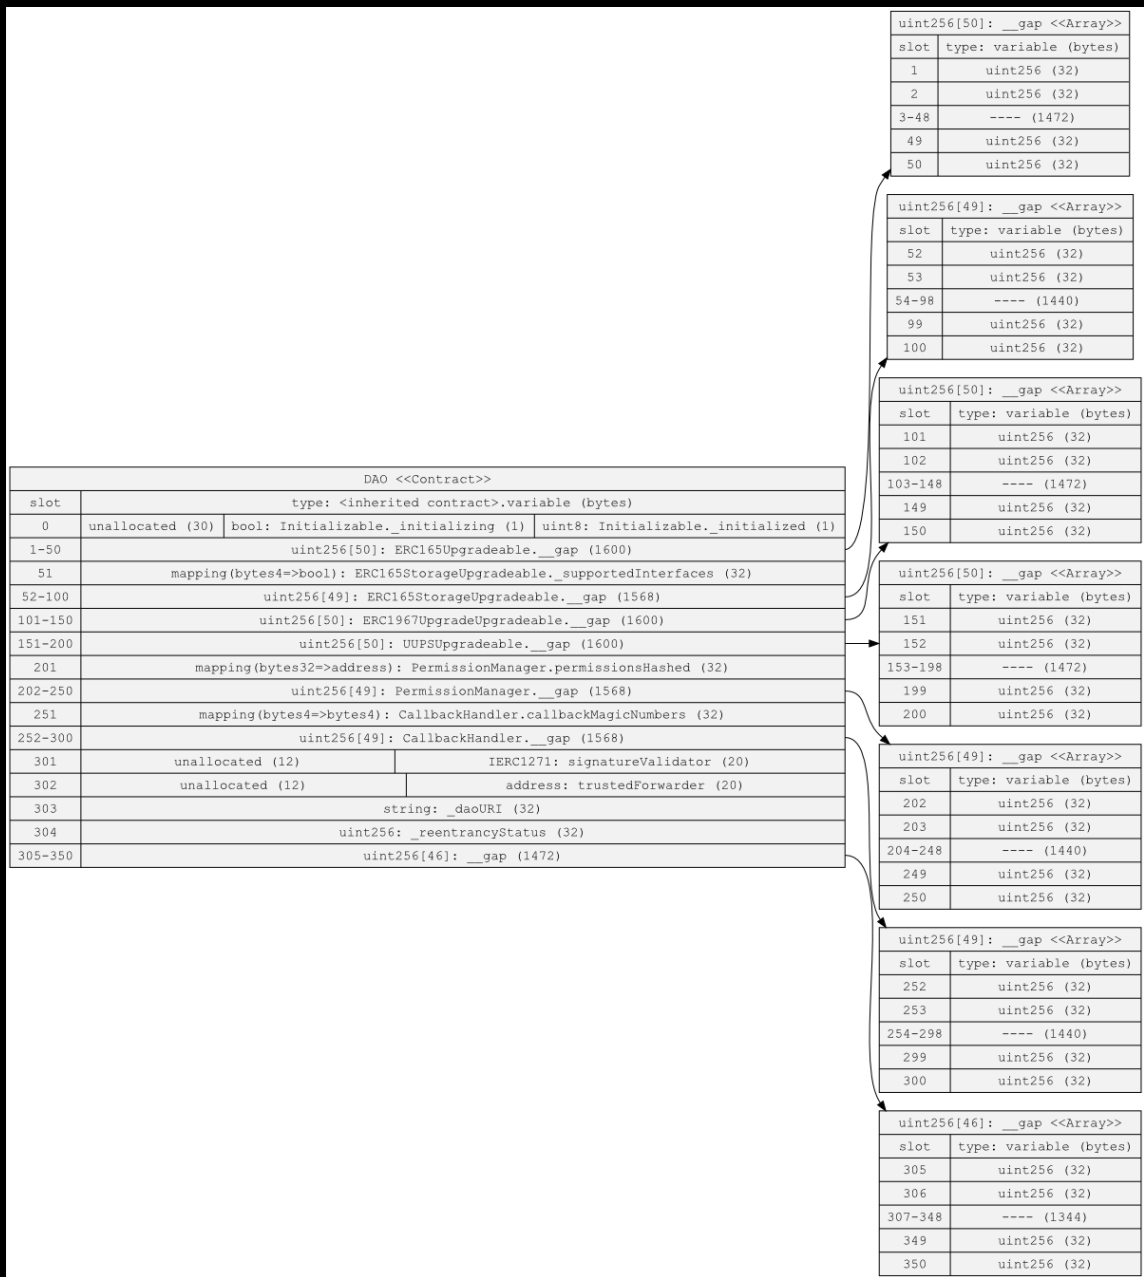 uint256[50]: __gap <<Array>>
slot type: variable (bytes)
1 uint256 (32)
2 uint256 (32)
3-48 ---- (1472)
49 uint256 (32)
50 uint256 (32)
uint256[49]: __gap <<Array>>
slot type: variable (bytes)
52 uint256 (32)
53 uint256 (32)
54-98 ---- (1440)
99 uint256 (32)
100 uint256 (32)
uint256[50]: __gap <<Array>>
slot type: variable (bytes)
101 uint256 (32)
102 uint256 (32)
103-148 ---- (1472)
149 uint256 (32)
150 uint256 (32)
DAO <<Contract>>
slot type: <inherited contract>.variable (bytes)
0 unallocated (30) bool: Initializable._initializing (1) uint8: Initializable._initialized (1)
1-50 uint256[50]: ERC165Upgradeable.__gap (1600)
51 mapping(bytes4=>bool): ERC165StorageUpgradeable._supportedInterfaces (32)
52-100 uint256[49]: ERC165StorageUpgradeable.__gap (1568)
101-150 uint256[50]: ERC1967UpgradeUpgradeable.__gap (1600)
151-200 uint256[50]: UUPSUpgradeable.__gap (1600)
201 mapping(bytes32=>address): PermissionManager.permissionsHashed (32)
202-250 uint256[49]: PermissionManager.__gap (1568)
251 mapping(bytes4=>bytes4): CallbackHandler.callbackMagicNumbers (32)
252-300 uint256[49]: CallbackHandler.__gap (1568)
301 unallocated (12) IERC1271: signatureValidator (20)
302 unallocated (12) address: trustedForwarder (20)
303 string: _daoURI (32)
304 uint256: _reentrancyStatus (32)
305-350 uint256[46]: __gap (1472)
uint256[50]: __gap <<Array>>
slot type: variable (bytes)
151 uint256 (32)
152 uint256 (32)
153-198 ---- (1472)
199 uint256 (32)
200 uint256 (32)
uint256[49]: __gap <<Array>>
slot type: variable (bytes)
202 uint256 (32)
203 uint256 (32)
204-248 ---- (1440)
249 uint256 (32)
250 uint256 (32)
uint256[49]: __gap <<Array>>
slot type: variable (bytes)
252 uint256 (32)
253 uint256 (32)
254-298 ---- (1440)
299 uint256 (32)
300 uint256 (32)
uint256[46]: __gap <<Array>>
slot type: variable (bytes)
305 uint256 (32)
306 uint256 (32)
307-348 ---- (1344)
349 uint256 (32)
350 uint256 (32)